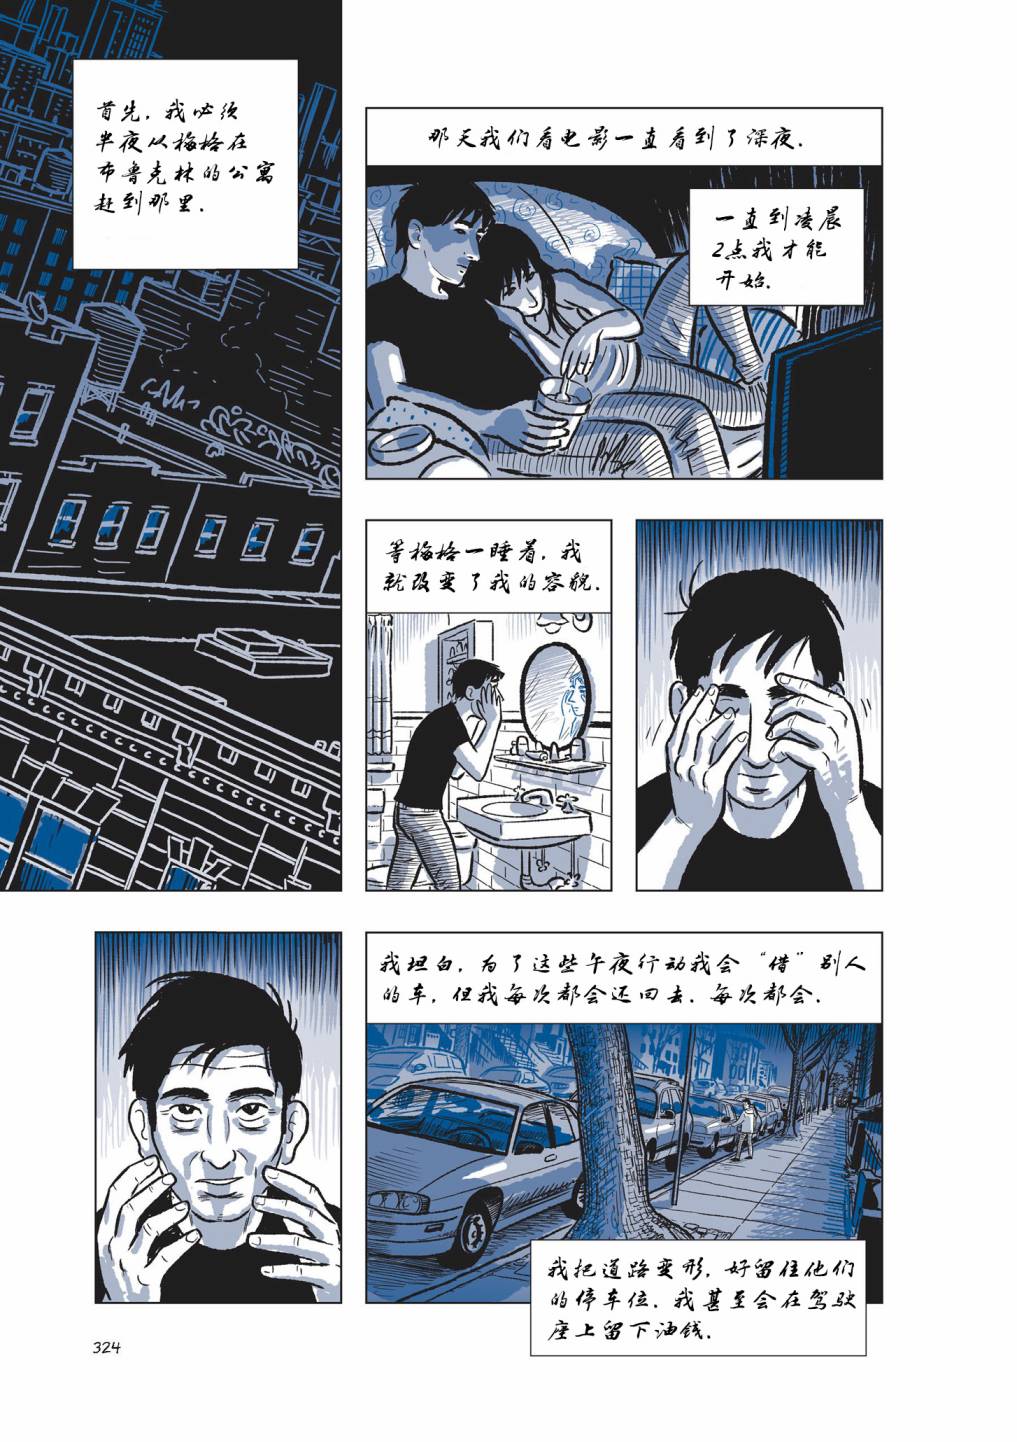 首先，我必须
半夜从梅格在
布鲁克林的公寓
赶到那里.
那天我们看电影一直看到了深夜.
一直到凌晨
2点我才能
开始.
等梅格一睡着，我
就改变了我的容貌.
我坦白，为了这些午夜行动我会“借”别人
的车，但我每次都会还回去.每次都会.
我把道路变形，好留住他们
的停车位.我甚至会在驾驶
座上留下油钱.
324